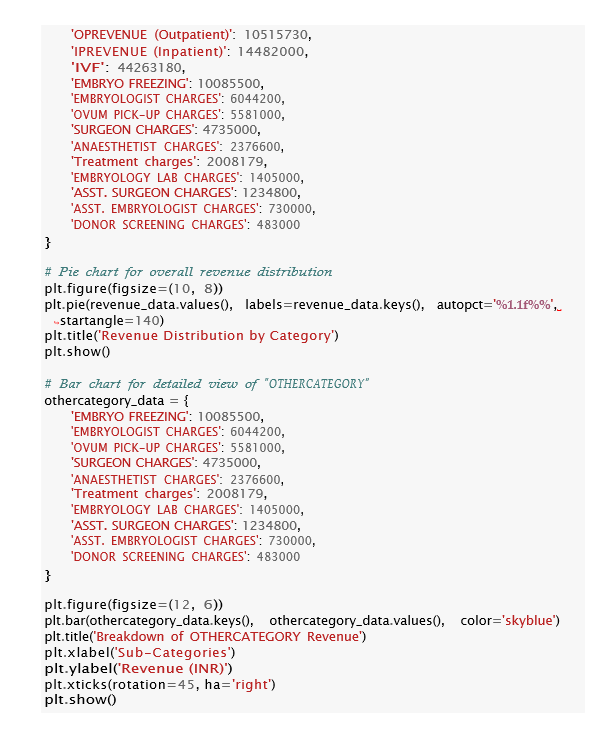 'OPREVENUE (Outpatient)': 10515730,
'IPREVENUE (Inpatient)': 14482000,
'IVF': 44263180,
'EMBRYO FREEZING': 10085500,
'EMBRYOLOGIST CHARGES': 6044200,
'OVUM PICK-UP CHARGES': 5581000,
'SURGEON CHARGES': 4735000,
'ANAESTHETIST CHARGES': 2376600,
'Treatment charges': 2008179,
'EMBRYOLOGY LAB CHARGES': 1405000,
'ASST. SURGEON CHARGES': 1234800,
'ASST. EMBRYOLOGIST CHARGES': 730000,
'DONOR SCREENING CHARGES': 483000
}
# Pie chart for overall revenue distribution
plt.figure(figsize=(10, 8))
plt.pie(revenue_data.values(), labels=revenue_data.keys(), autopct='%1.1f%%',
↪startangle=140)
plt.title('Revenue Distribution by Category')
plt.show()
# Bar chart for detailed view of "OTHERCATEGORY"
othercategory_data = {
'EMBRYO FREEZING': 10085500,
'EMBRYOLOGIST CHARGES': 6044200,
'OVUM PICK-UP CHARGES': 5581000,
'SURGEON CHARGES': 4735000,
'ANAESTHETIST CHARGES': 2376600,
'Treatment charges': 2008179,
'EMBRYOLOGY LAB CHARGES': 1405000,
'ASST. SURGEON CHARGES': 1234800,
'ASST. EMBRYOLOGIST CHARGES': 730000,
'DONOR SCREENING CHARGES': 483000
}
plt.figure(figsize=(12, 6))
plt.bar(othercategory_data.keys(), othercategory_data.values(), color='skyblue')
plt.title('Breakdown of OTHERCATEGORY Revenue')
plt.xlabel('Sub-Categories')
plt.ylabel('Revenue (INR)')
plt.xticks(rotation=45, ha='right')
plt.show()